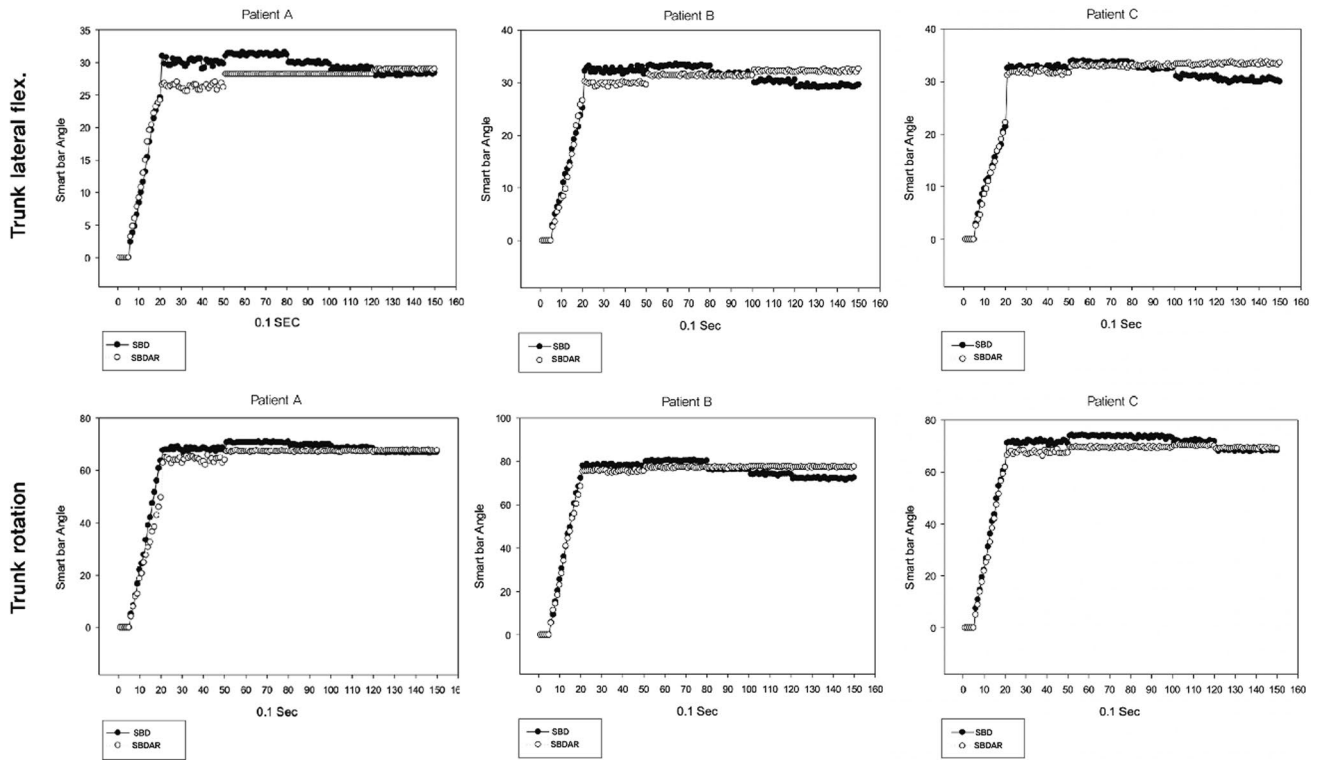 Trunk lateral flex.
Patient A
Smart bar Angle
35
30
25
20
15
10
5
0
0 10 20 30 40 50 60 70 80 90 100 110 120 130 140 150 160
0.1 SEC
SBD
SBDAR
Patient B
Smart bar Angle
40
30
20
10
0
0 10 20 30 40 50 60 70 80 90 100 110 120 130 140 150 160
0.1 Sec
SBD
SBDAR
Patient C
Smart bar Angle
40
30
20
10
0
0 10 20 30 40 50 60 70 80 90 100 110 120 130 140 150 160
0.1 Sec
SBD
SBDAR
Trunk rotation
Patient A
Smart bar Angle
80
60
40
20
0
0 10 20 30 40 50 60 70 80 90 100 110 120 130 140 150
0.1 Sec
SBD
SBDAR
Patient B
Smart bar Angle
100
80
60
40
20
0
0 10 20 30 40 50 60 70 80 90 100 110 120 130 140 150 160
0.1 Sec
SBD
SBDAR
Patient C
Smart bar Angle
80
60
40
20
0
0 10 20 30 40 50 60 70 80 90 100 110 120 130 140 150 160
0.1 Sec
SBD
SBDAR